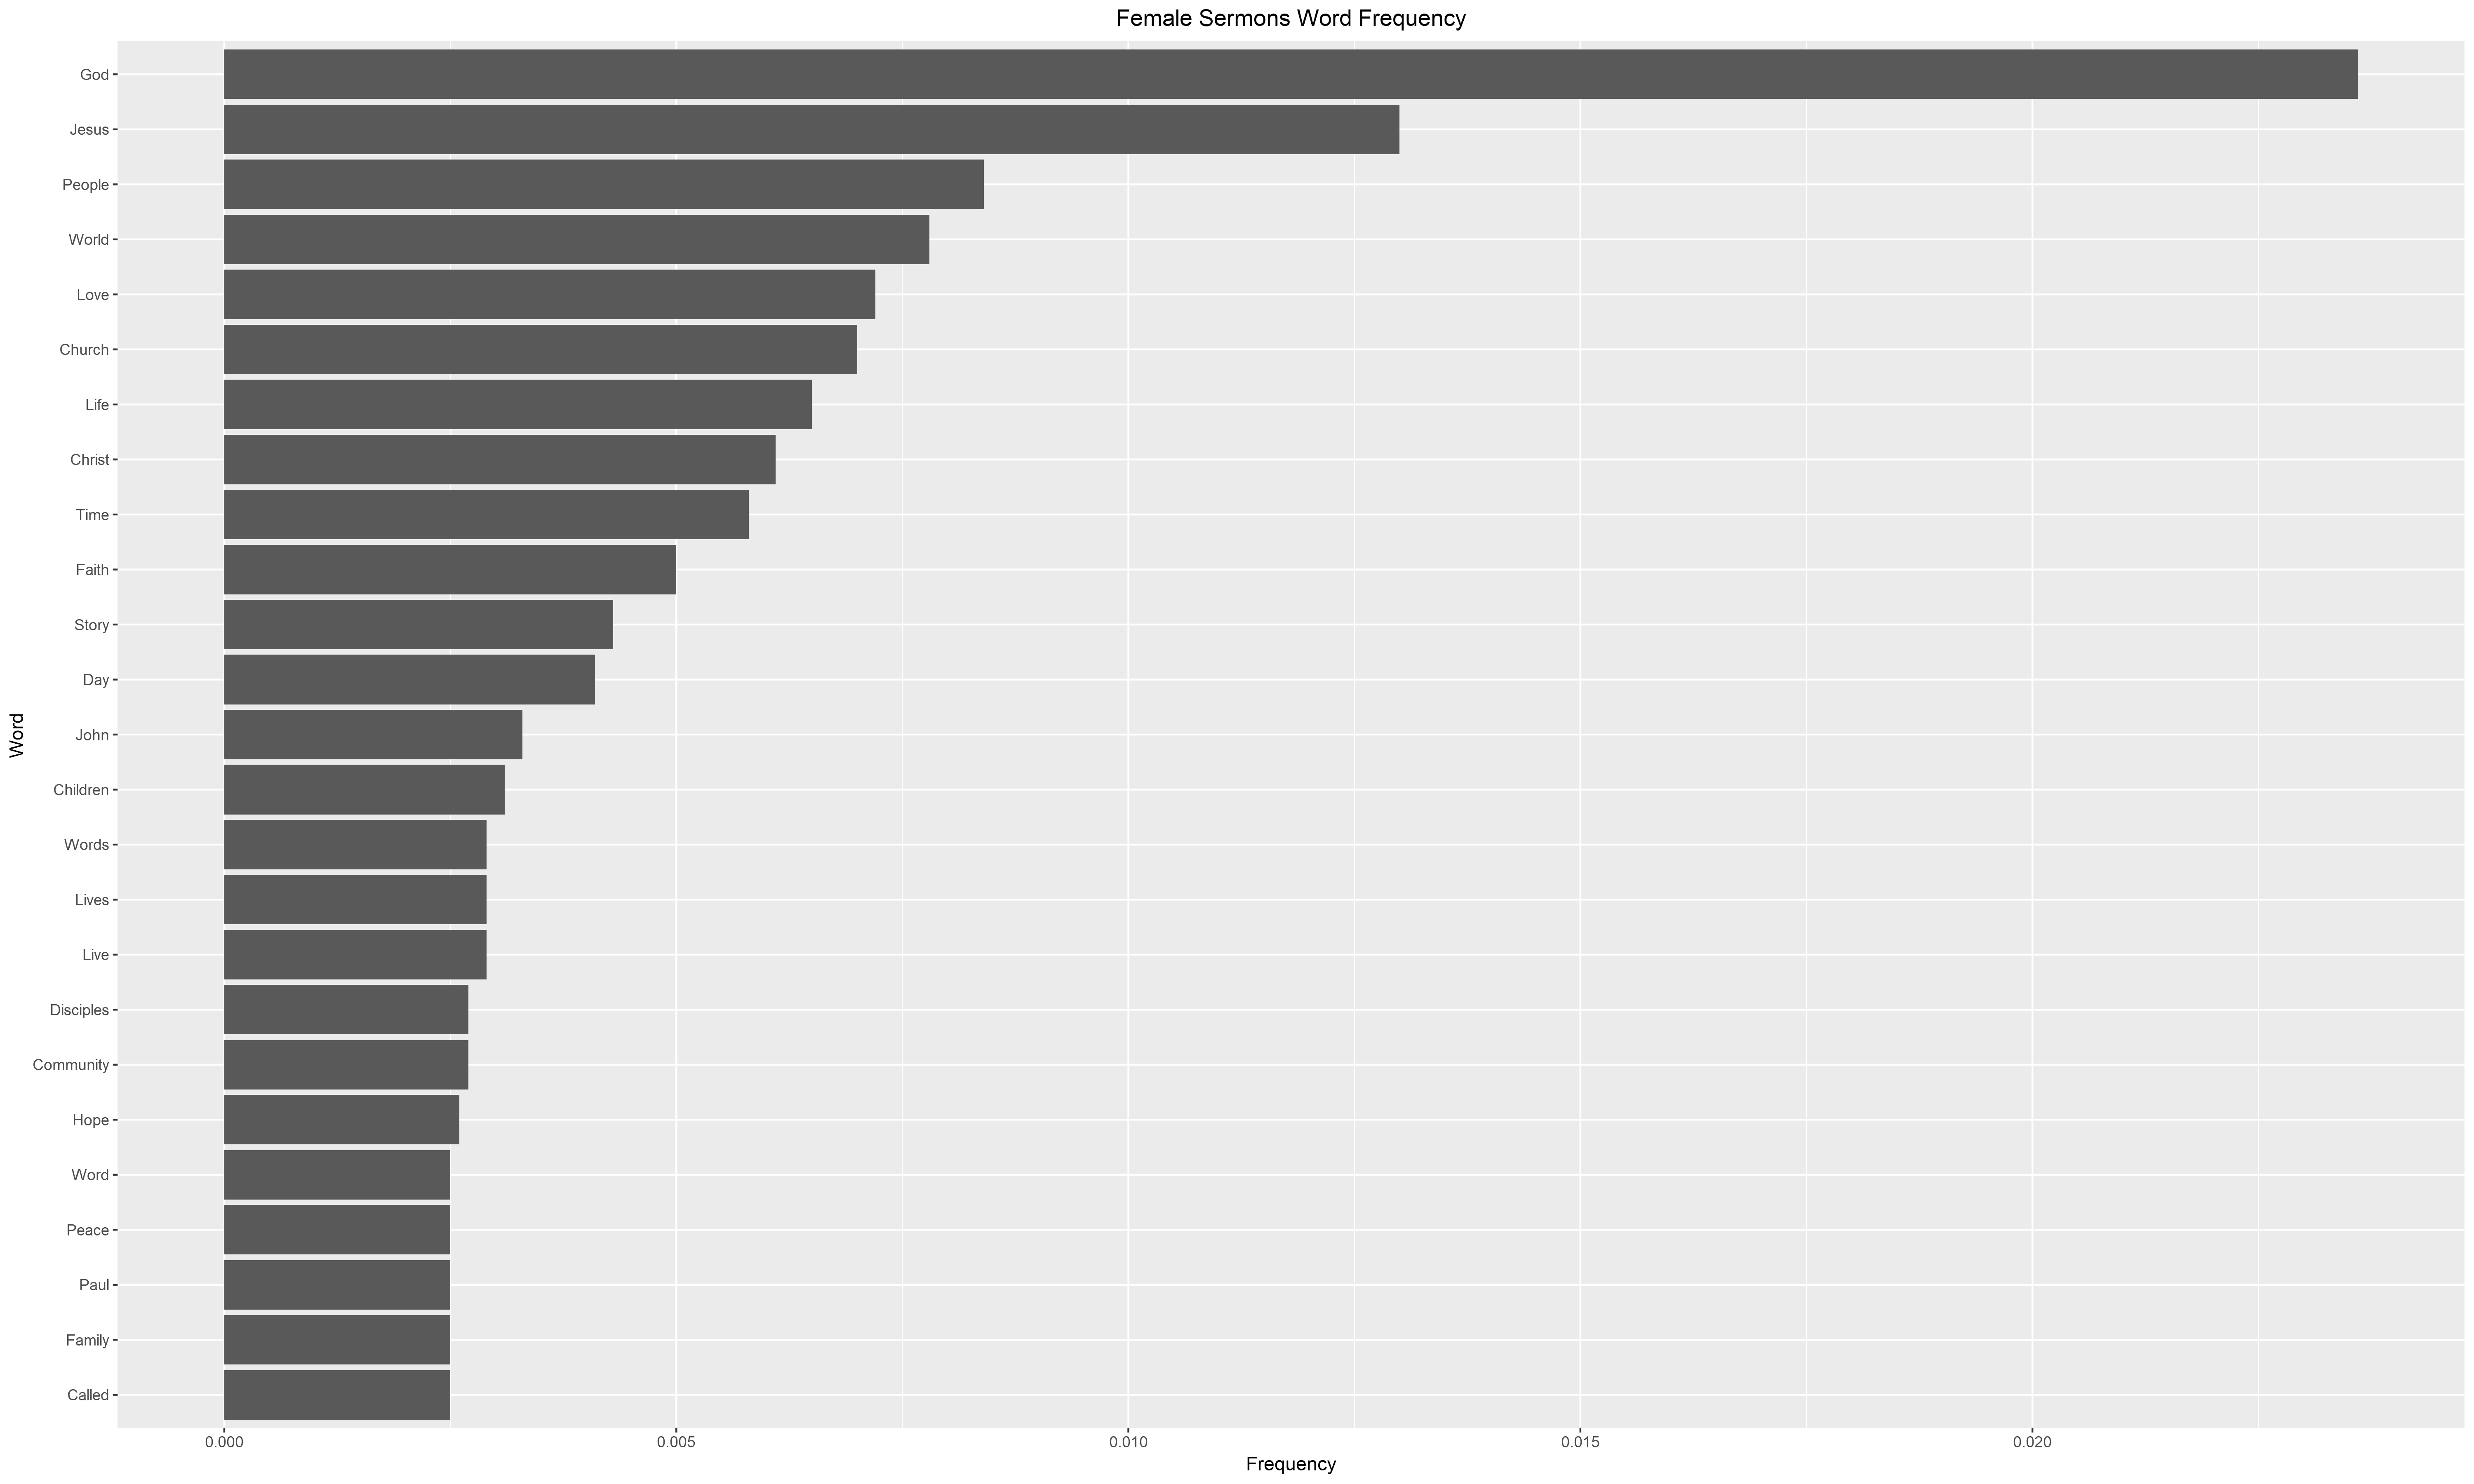 Female Sermons Word Frequency
God
Jesus
People
World
Love
Church
Life
Christ
Time
Faith
Story
Day
John
Children
Words
Lives
Live
Disciples
Community
Hope
Word
Peace
Paul
Family
Called
Word
0.000 0.005 0.010 0.015 0.020
Frequency